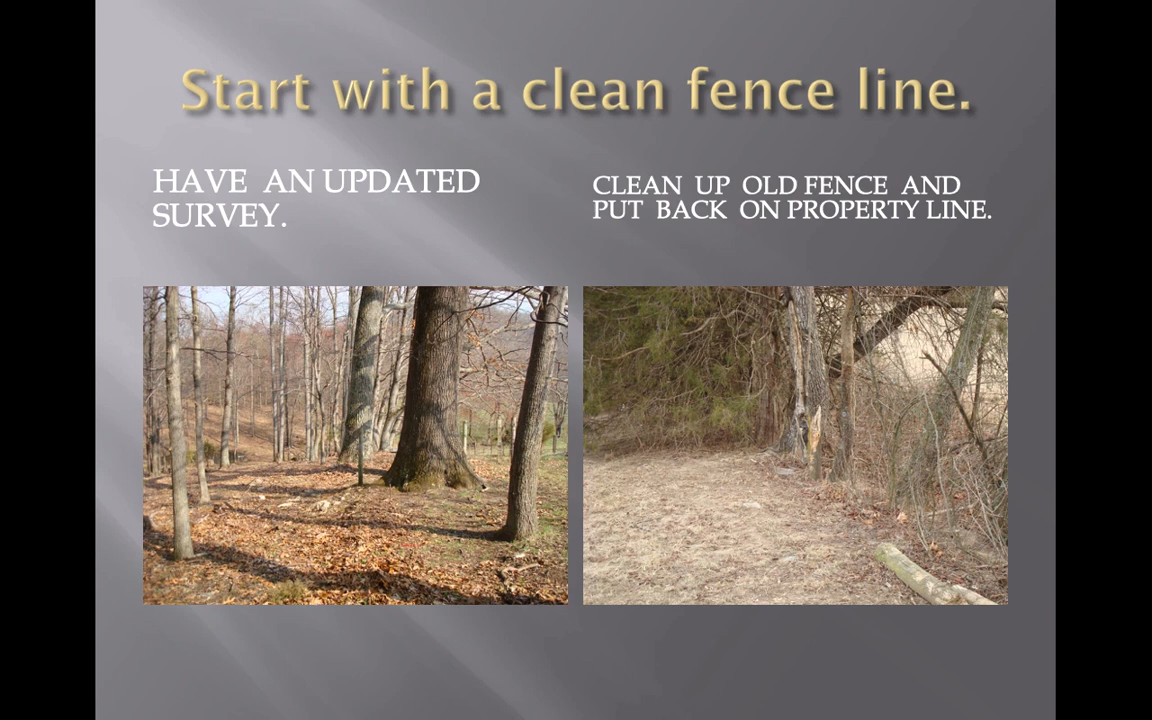 Start with a clean fence line.
HAVE AN UPDATED
SURVEY.
CLEAN UP OLD FENCE AND
PUT BACK ON PROPERTY LINE.